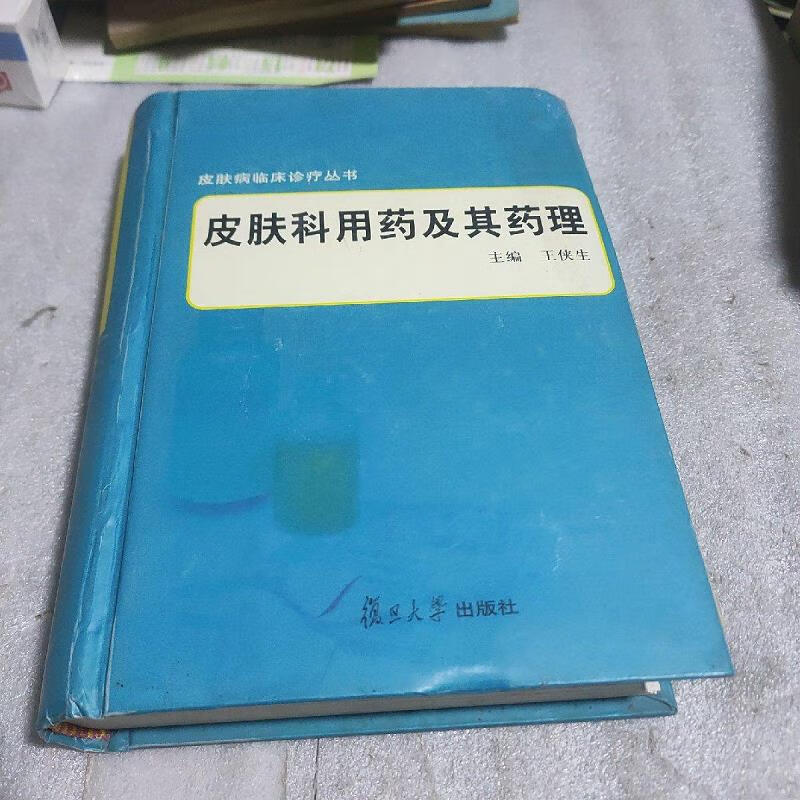 皮肤病临床诊疗丛书
皮肤科用药及其药理
主编 王侠生
復旦大学出版社